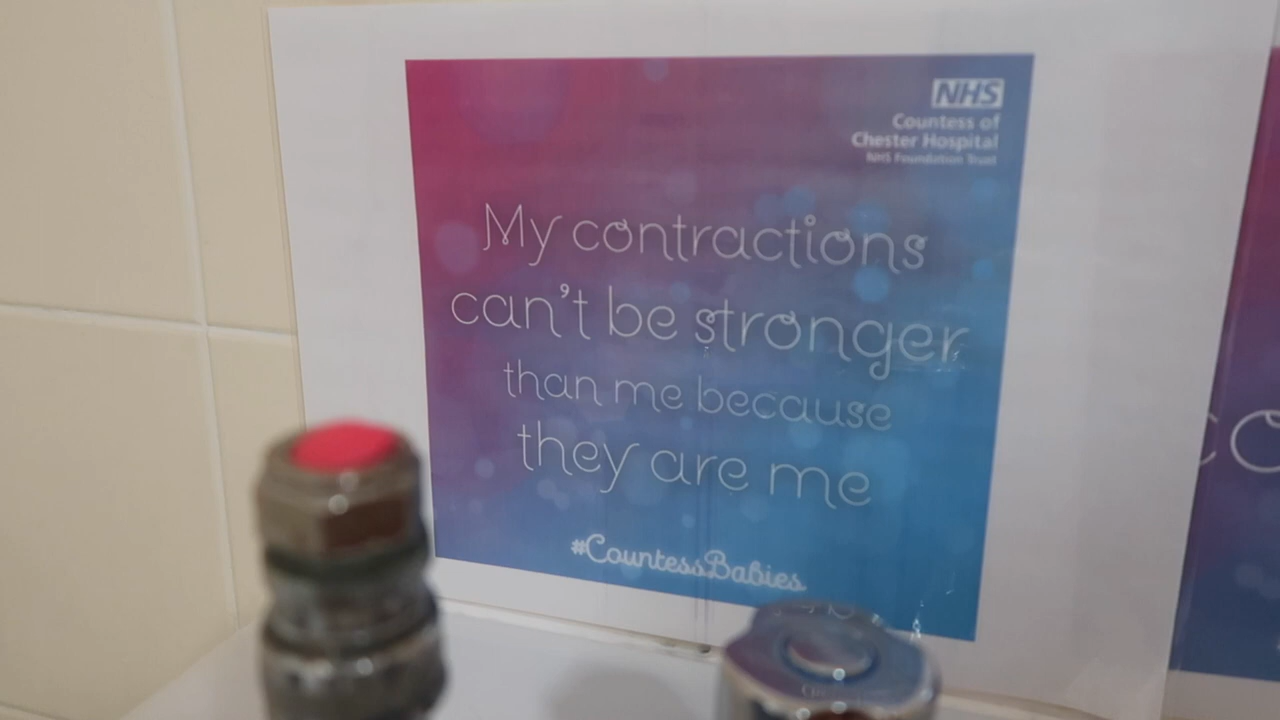 NHS
Countess of
Chester Hospital
NHS Foundation Trust
My contractions
can't be stronger
than me because
they are me
#CountessBabies